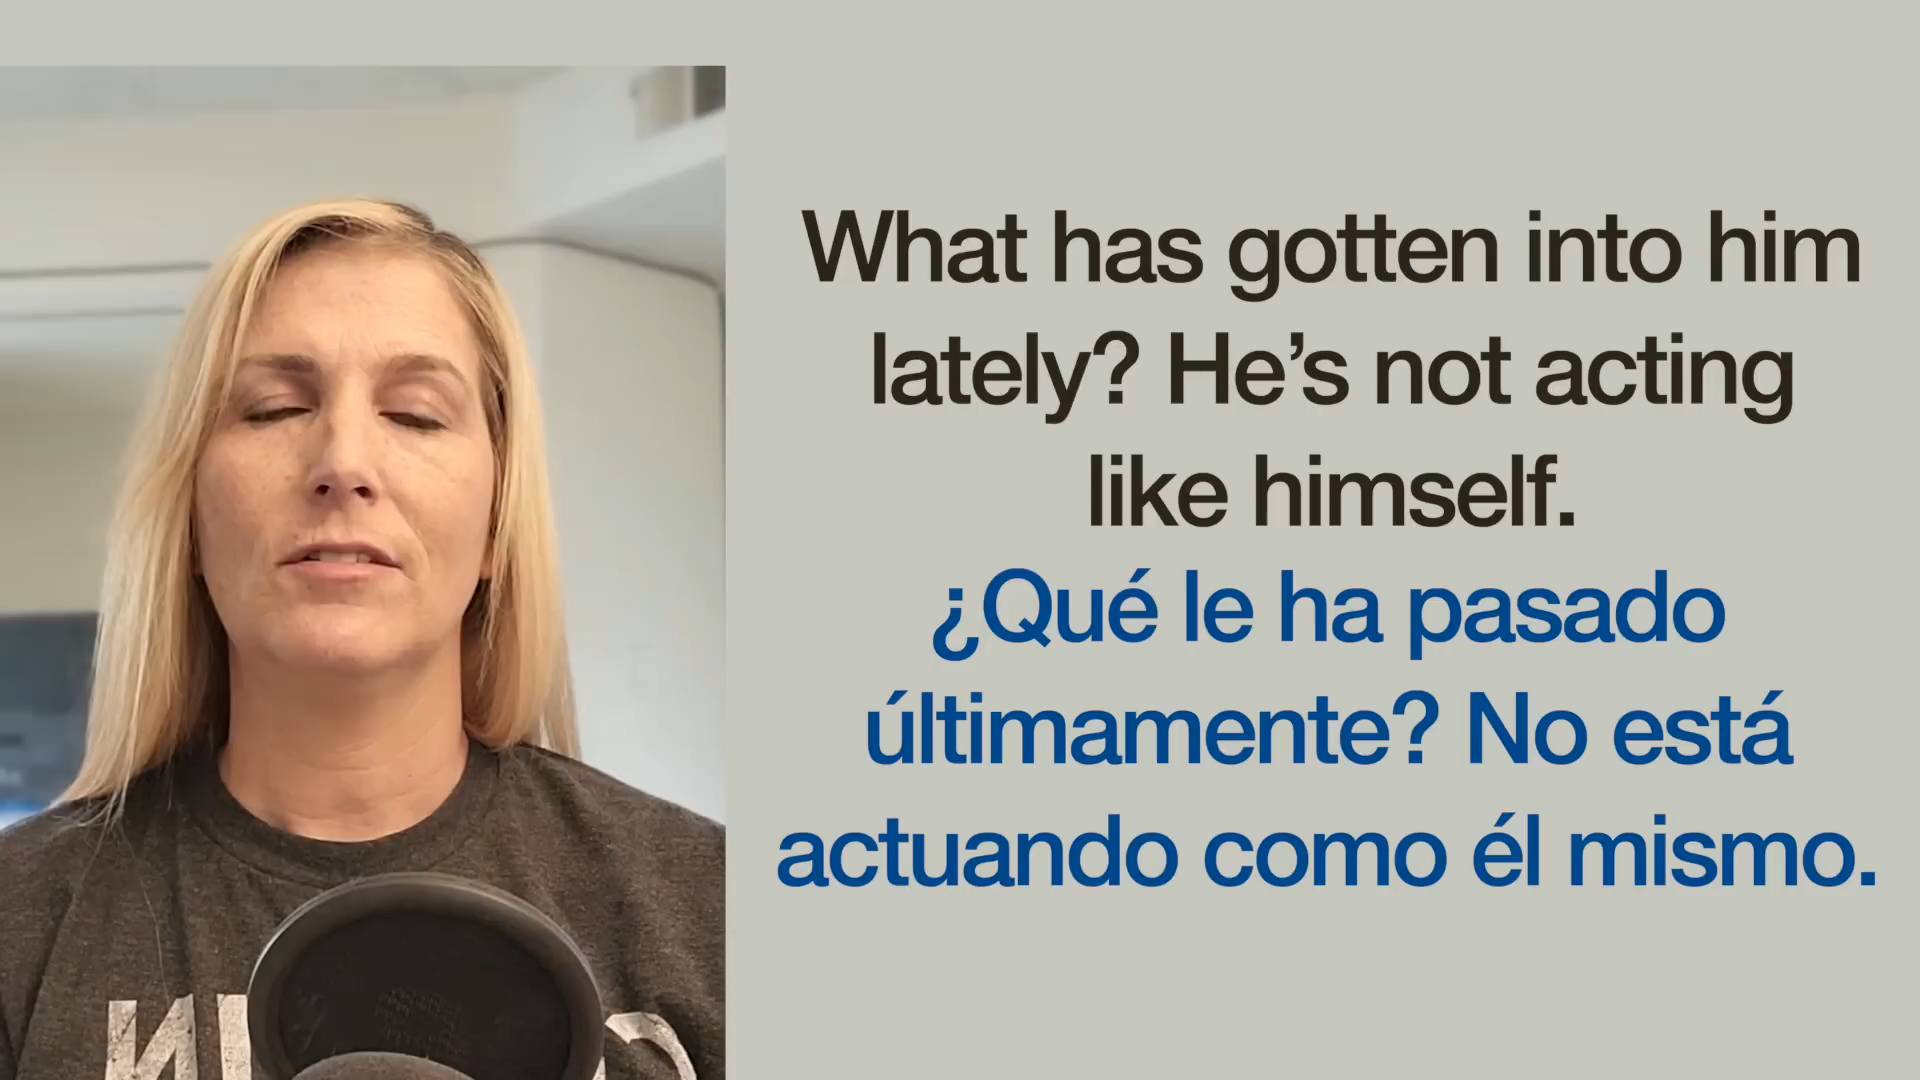 What has gotten into him
lately? He’s not acting
like himself.
¿Qué le ha pasado
últimamente? No está
actuando como él mismo.